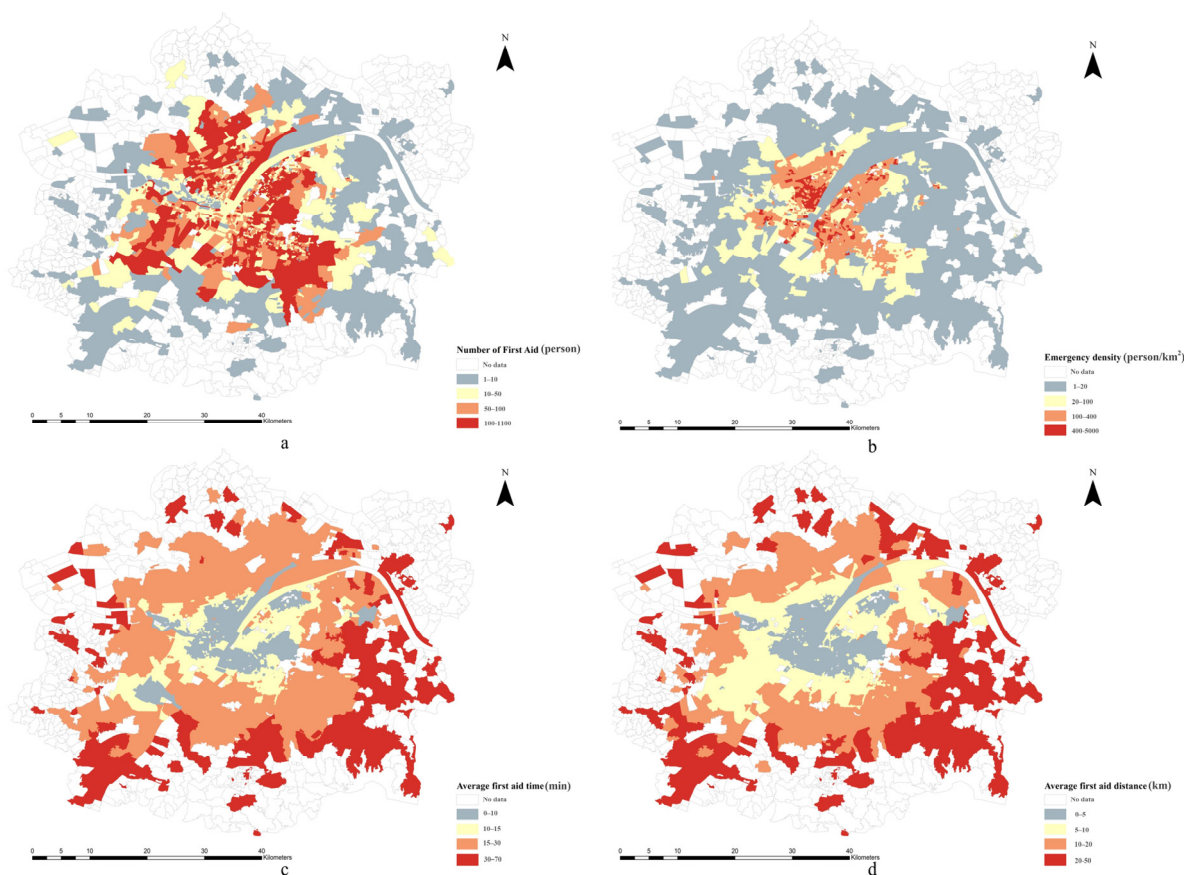 N
Number of First Aid (person)
No data
1–10
10–50
50–100
100-1100
0 5 10 20 30 40
Kilometers
a
N
Emergency density (person/km²)
No data
1–20
20–100
100–400
400-5000
0 5 10 20 30 40
Kilometers
b
N
Average first aid time (min)
No data
0–10
10–15
15–30
30–70
0 5 10 20 30 40
Kilometers
c
N
Average first aid distance (km)
No data
0–5
5–10
10–20
20-50
0 5 10 20 30 40
Kilometers
d